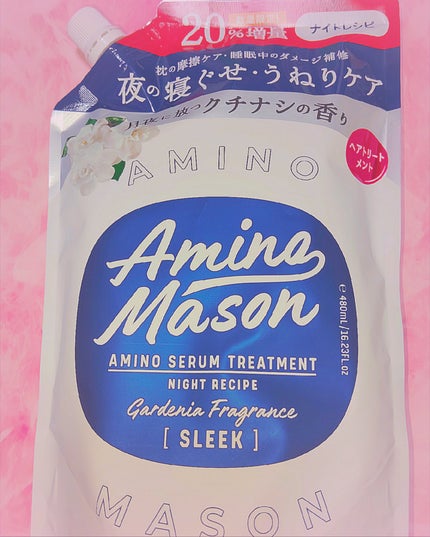 20%増量
ナイトレシピ
枕の摩擦ケア・睡眠中のダメージ補修
夜の寝ぐせ・うねりケア
月夜に放つクチナシの香り
AMINO
ヘアトリート
メント
Amino
Mason
AMINO SERUM TREATMENT
NIGHT RECIPE
Gardenia Fragrance
[ SLEEK ]
℮ 480mL/16.23FL.oz
MASON